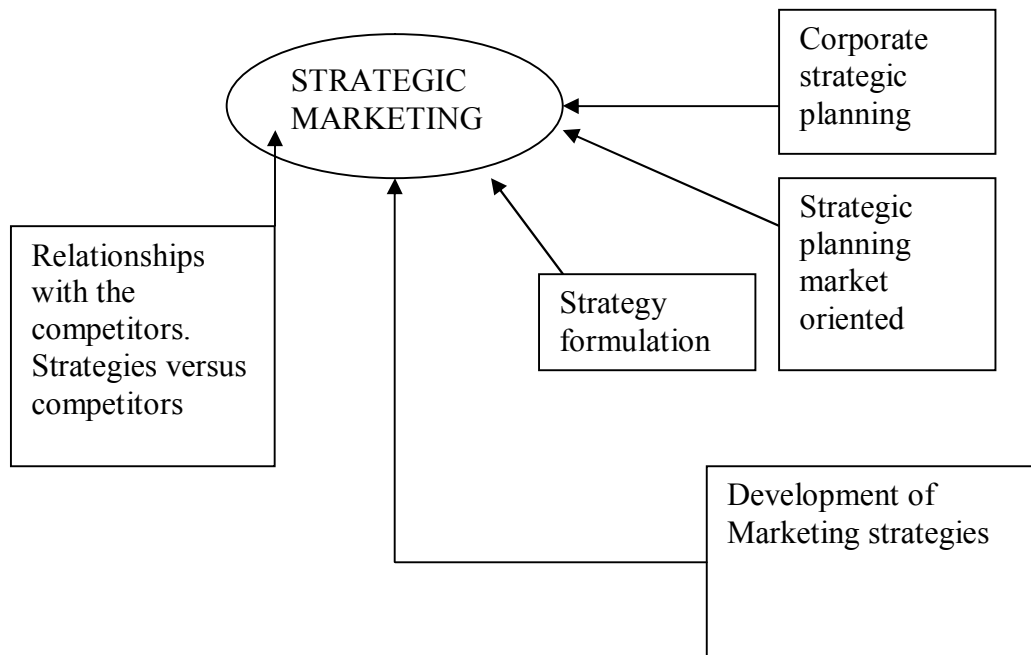 STRATEGIC
MARKETING
Corporate
strategic
planning
Strategic
planning
market
oriented
Relationships
with the
competitors.
Strategies versus
competitors
Strategy
formulation
Development of
Marketing strategies